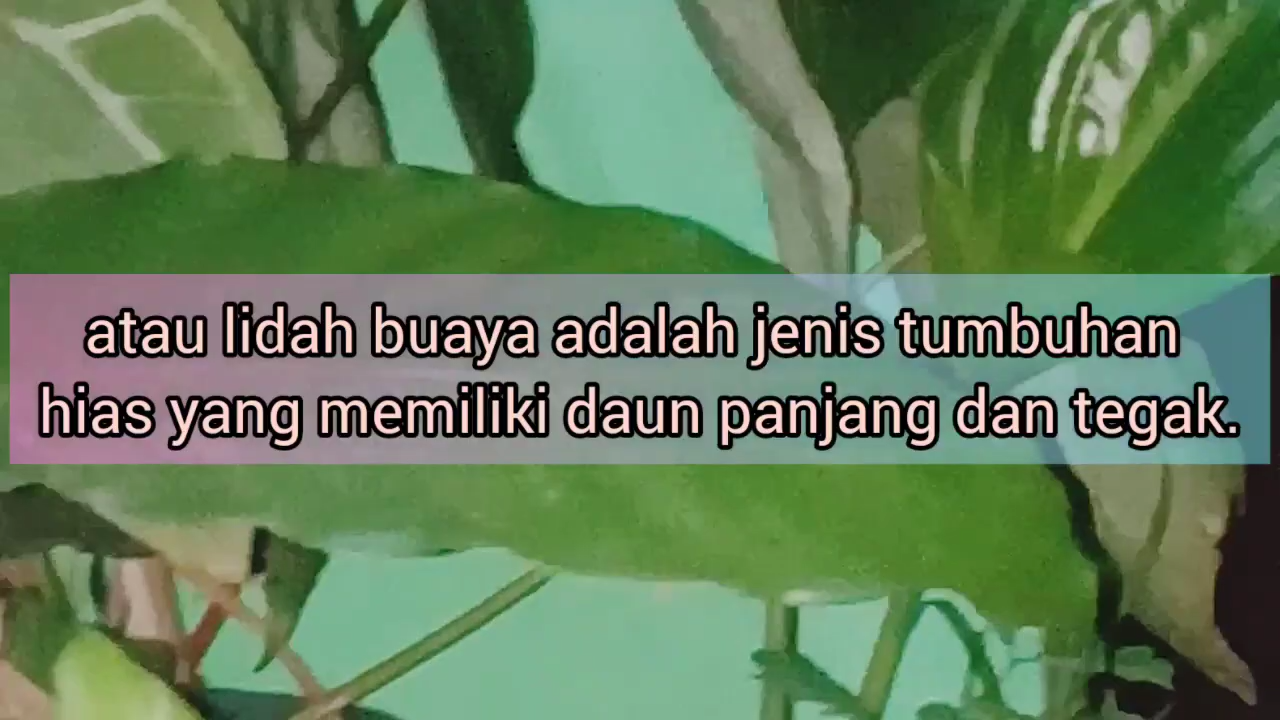 atau lidah buaya adalah jenis tumbuhan
hias yang memiliki daun panjang dan tegak.